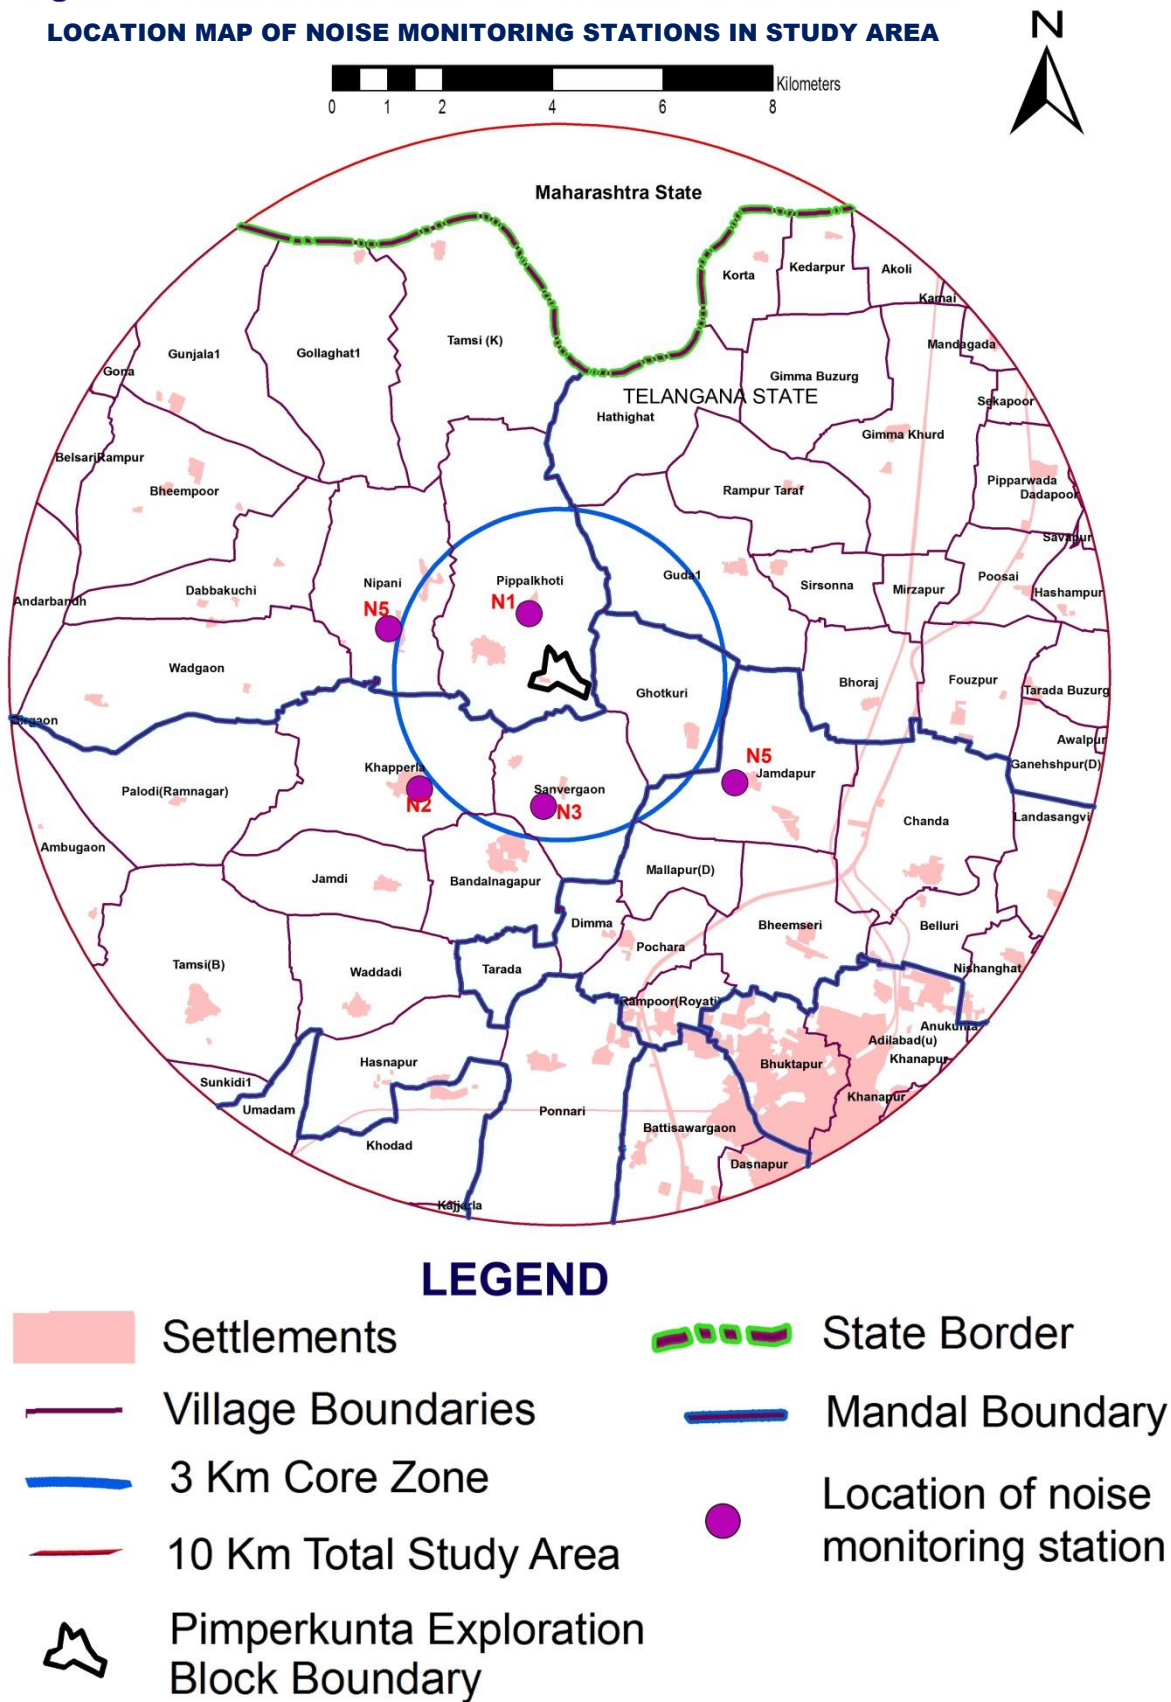 LOCATION MAP OF NOISE MONITORING STATIONS IN STUDY AREA
N
Kilometers
0 1 2 4 6 8
Maharashtra State
Korta
Kedarpur
Akoli
Kamai
Tamsi (K)
Gunjala1
Gollaghat1
Mandagada
Gona
Gimma Buzurg
TELANGANA STATE
Sekapoor
Hathighat
Gimma Khurd
Belsari Rampur
Bheempoor
Rampur Taraf
Pipparwada
Dadapoor
Savapur
Nipani
Pippalkhoti
Guda1
Sirsonna
Mirzapur
Poosai
Hashampur
Dabbakuchi
Andarbandh
N5
N1
Wadgaon
Ghotkuri
Bhoraj
Fouzpur
Tarada Buzurg
Awalpur
N5
Ganehshpur(D)
Khapperla
Jamdapur
Palodi(Ramnagar)
Sanvergaon
N2
N3
Chanda
Landasangvi
Ambugaon
Jamdi
Bandalnagapur
Mallapur(D)
Dimma
Bheemseri
Belluri
Pochara
Tamsi(B)
Waddadi
Tarada
Nishanghat
Rampoor(Royati)
Anukunta
Adilabad(u)
Hasnapur
Bhuktapur
Khanapur
Sunkidi1
Khanapur
Umadam
Ponnari
Battisawargaon
Khodad
Dasnapur
Kajjarla
LEGEND
Settlements
State Border
Village Boundaries
Mandal Boundary
3 Km Core Zone
Location of noise
monitoring station
10 Km Total Study Area
Pimperkunta Exploration
Block Boundary